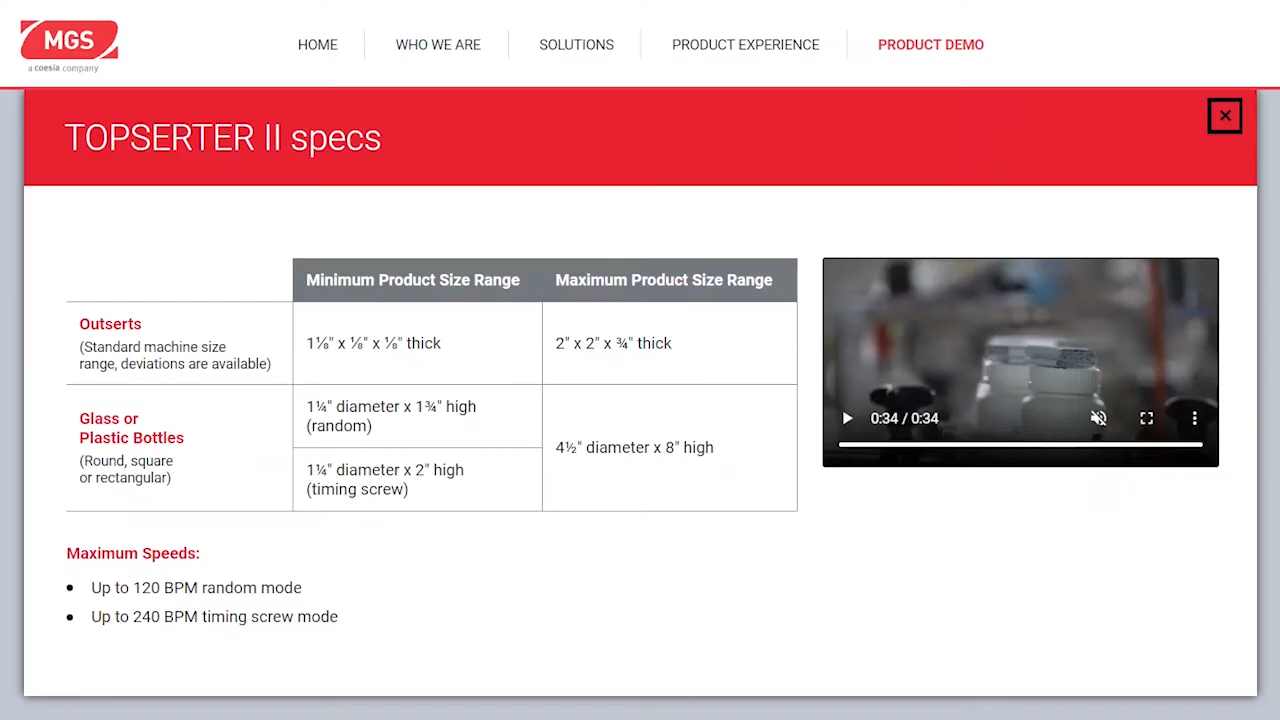 MGS
a coesia company
HOME
WHO WE ARE
SOLUTIONS
PRODUCT EXPERIENCE
PRODUCT DEMO
TOPSERTER II specs
Minimum Product Size Range
Maximum Product Size Range
Outserts
(Standard machine size
range, deviations are available)
1⅛" x ⅛" x ⅛" thick
2" x 2" x ¾" thick
Glass or
Plastic Bottles
(Round, square
or rectangular)
1¼" diameter x 1¾" high
(random)
1¼" diameter x 2" high
(timing screw)
4½" diameter x 8" high
0:34 / 0:34
Maximum Speeds:
• Up to 120 BPM random mode
• Up to 240 BPM timing screw mode